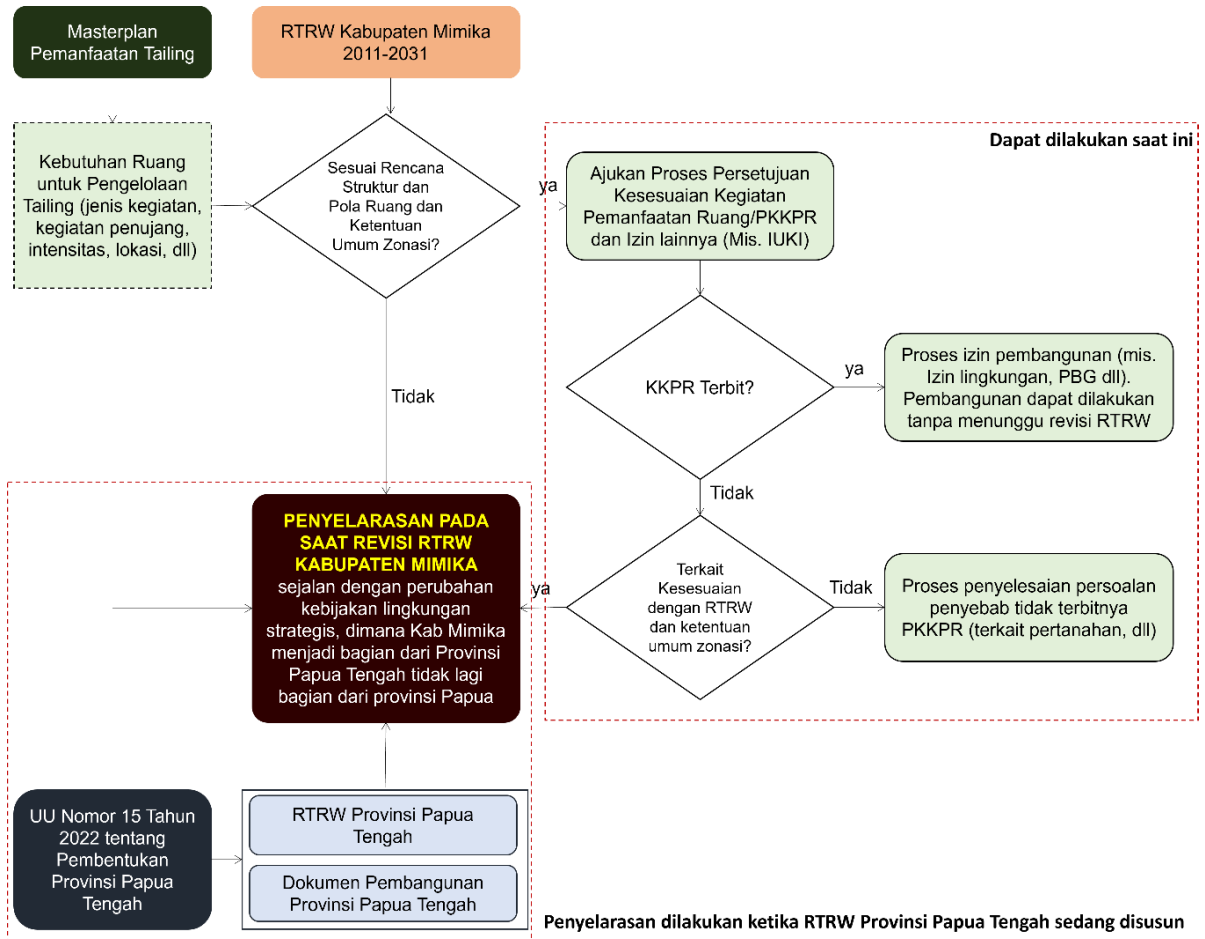 Masterplan
Pemanfaatan Tailing
RTRW Kabupaten Mimika
2011-2031
Kebutuhan Ruang
untuk Pengelolaan
Tailing (jenis kegiatan,
kegiatan penujang,
intensitas, lokasi, dll)
Sesuai Rencana
Struktur dan
Pola Ruang dan
Ketentuan
Umum Zonasi?
ya
Tidak
Dapat dilakukan saat ini
Ajukan Proses Persetujuan
Kesesuaian Kegiatan
Pemanfaatan Ruang/PKKPR
dan Izin lainnya (Mis. IUKI)
KKPR Terbit?
ya
Proses izin pembangunan (mis.
Izin lingkungan, PBG dll).
Pembangunan dapat dilakukan
tanpa menunggu revisi RTRW
Tidak
Terkait
Kesesuaian
dengan RTRW
dan ketentuan
umum zonasi?
Tidak
Proses penyelesaian persoalan
penyebab tidak terbitnya
PKKPR (terkait pertanahan, dll)
ya
PENYELARASAN PADA
SAAT REVISI RTRW
KABUPATEN MIMIKA
sejalan dengan perubahan
kebijakan lingkungan
strategis, dimana Kab Mimika
menjadi bagian dari Provinsi
Papua Tengah tidak lagi
bagian dari provinsi Papua
UU Nomor 15 Tahun
2022 tentang
Pembentukan
Provinsi Papua
Tengah
RTRW Provinsi Papua
Tengah
Dokumen Pembangunan
Provinsi Papua Tengah
Penyelarasan dilakukan ketika RTRW Provinsi Papua Tengah sedang disusun